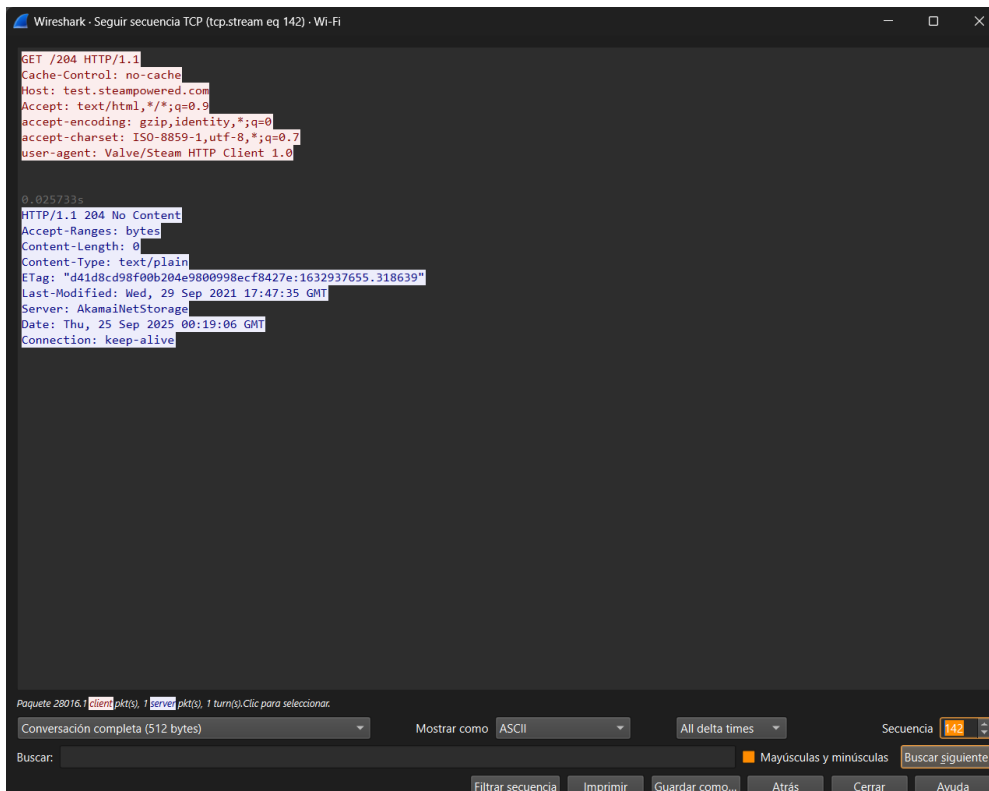 Wireshark · Seguir secuencia TCP (tcp.stream eq 142) · Wi-Fi
GET /204 HTTP/1.1
Cache-Control: no-cache
Host: test.steampowered.com
Accept: text/html,*/*;q=0.9
accept-encoding: gzip,identity,*;q=0
accept-charset: ISO-8859-1,utf-8,*;q=0.7
user-agent: Valve/Steam HTTP Client 1.0
0.025733s
HTTP/1.1 204 No Content
Accept-Ranges: bytes
Content-Length: 0
Content-Type: text/plain
ETag: "d41d8cd98f00b204e9800998ecf8427e:1632937655.318639"
Last-Modified: Wed, 29 Sep 2021 17:47:35 GMT
Server: AkamaiNetStorage
Date: Thu, 25 Sep 2025 00:19:06 GMT
Connection: keep-alive
Paquete 28016.1 client pkt(s), 1 server pkt(s), 1 turn(s).Clic para seleccionar.
Conversación completa (512 bytes) Mostrar como ASCII All delta times Secuencia 142
Buscar: Mayúsculas y minúsculas Buscar siguiente
Filtrar secuencia Imprimir Guardar como... Atrás Cerrar Ayuda